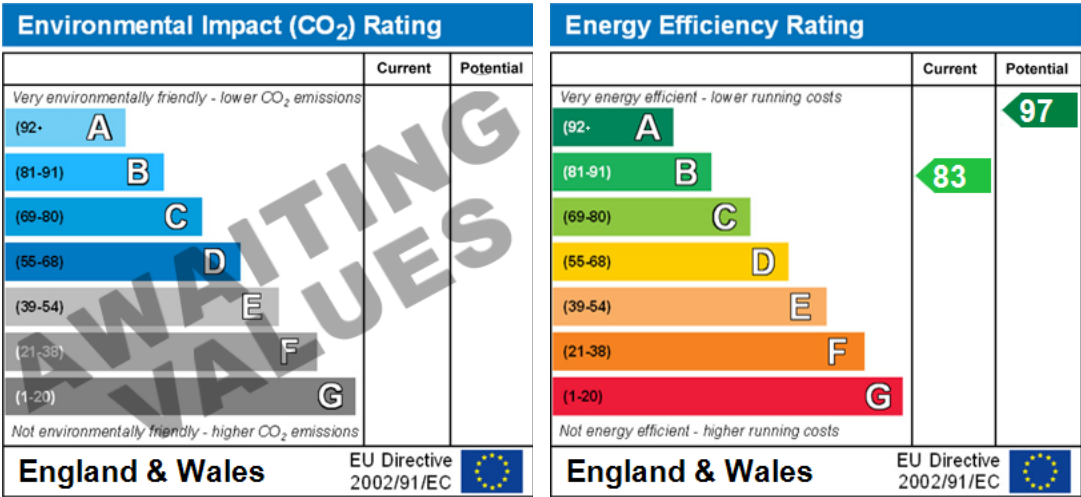 Environmental Impact (CO2) Rating
Current Potential
Very environmentally friendly - lower CO2 emissions
(92+ A
(81-91) B
(69-80) C
(55-68) D
(39-54) E
(21-38) F
(1-20) G
Not environmentally friendly - higher CO2 emissions
AWAITING
VALUES
England & Wales
EU Directive
2002/91/EC
Energy Efficiency Rating
Current Potential
Very energy efficient - lower running costs
(92+ A
(81-91) B
(69-80) C
(55-68) D
(39-54) E
(21-38) F
(1-20) G
97
83
Not energy efficient - higher running costs
England & Wales
EU Directive
2002/91/EC